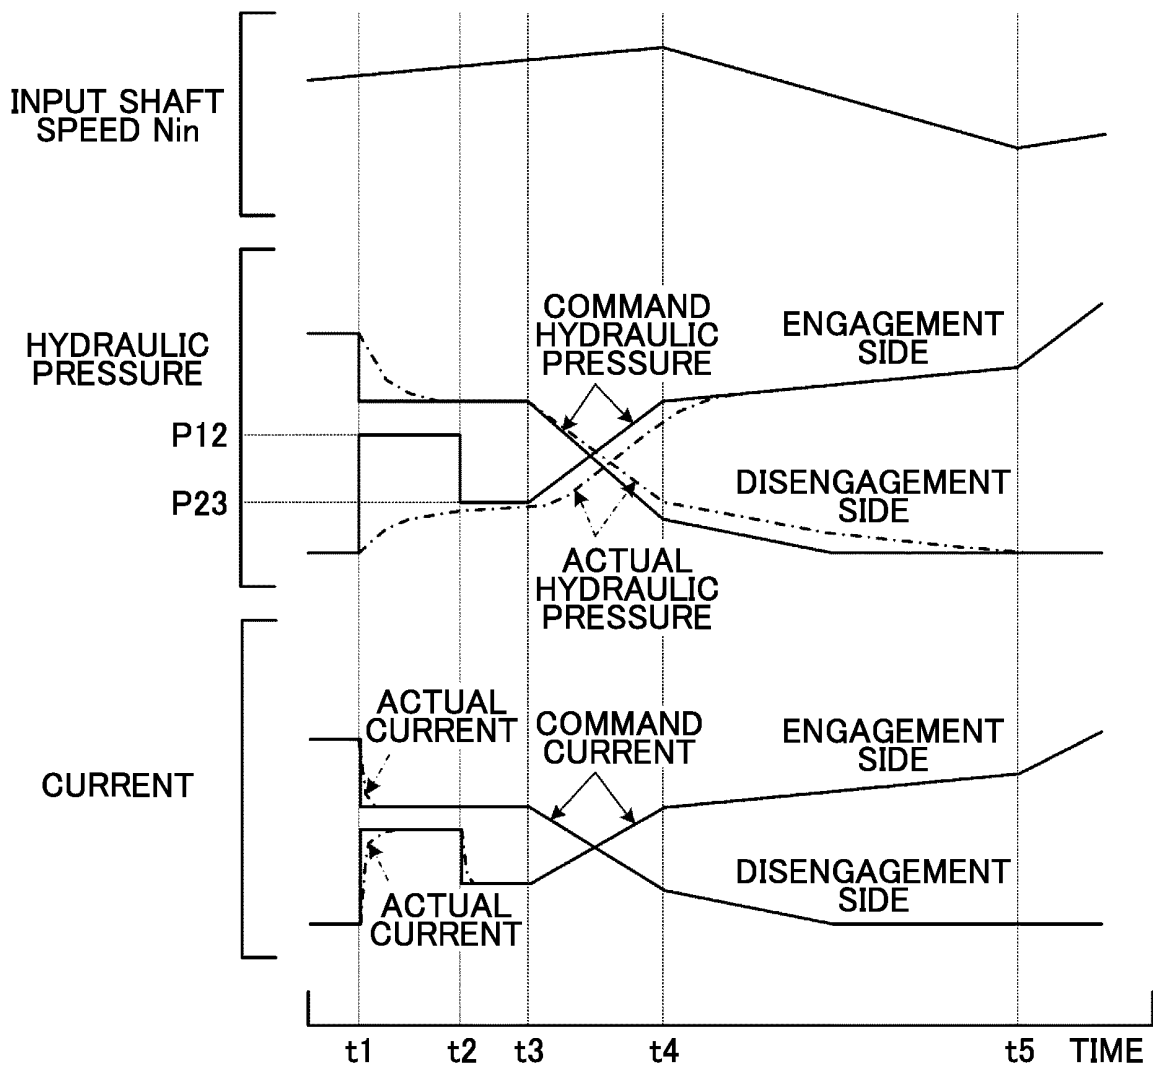 INPUT SHAFT
SPEED Nin
COMMAND
HYDRAULIC
PRESSURE
ENGAGEMENT
SIDE
HYDRAULIC
PRESSURE
P12
P23
DISENGAGEMENT
SIDE
ACTUAL
HYDRAULIC
PRESSURE
ACTUAL
CURRENT
COMMAND
CURRENT
ENGAGEMENT
SIDE
CURRENT
DISENGAGEMENT
SIDE
ACTUAL
CURRENT
t1 t2 t3 t4 t5 TIME